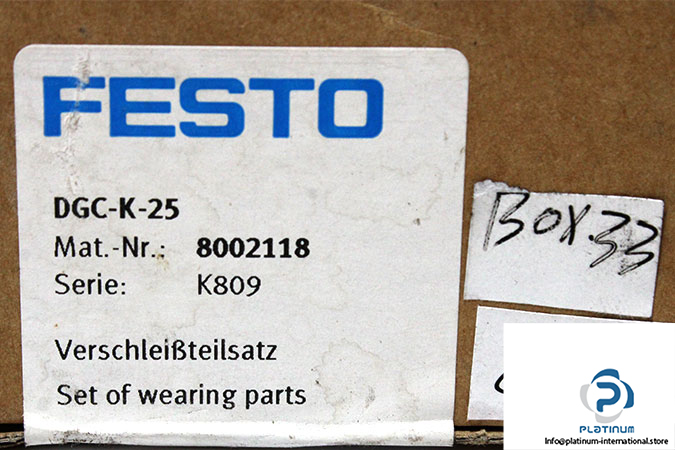 FESTO
DGC-K-25
Mat.-Nr.: 8002118
Serie: K809
Verschleißteilsatz
Set of wearing parts
BOX.33
PLATINUM
info@platinum-international.store